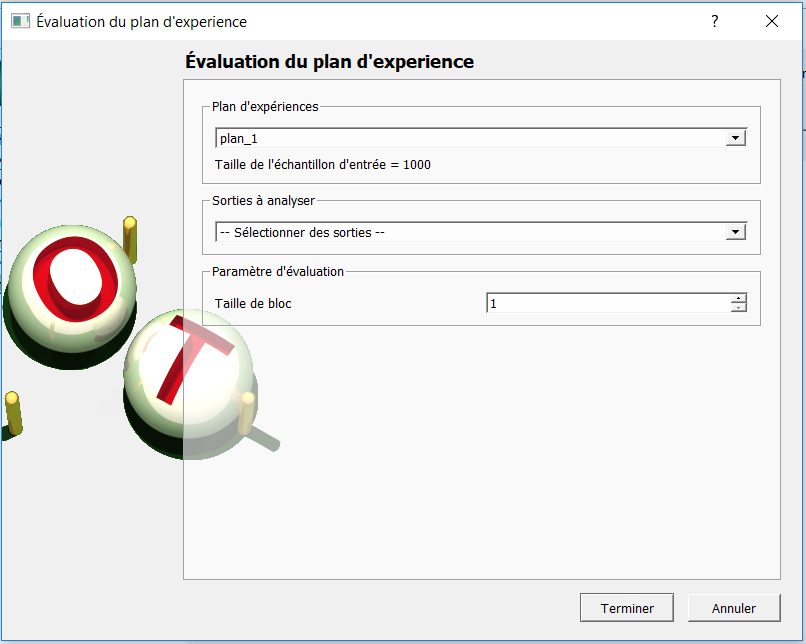 Évaluation du plan d'experience
?
Évaluation du plan d'experience
Plan d'expériences
plan_1
Taille de l'échantillon d'entrée = 1000
Sorties à analyser
-- Sélectionner des sorties --
Paramètre d'évaluation
Taille de bloc 1
O
T
Terminer Annuler